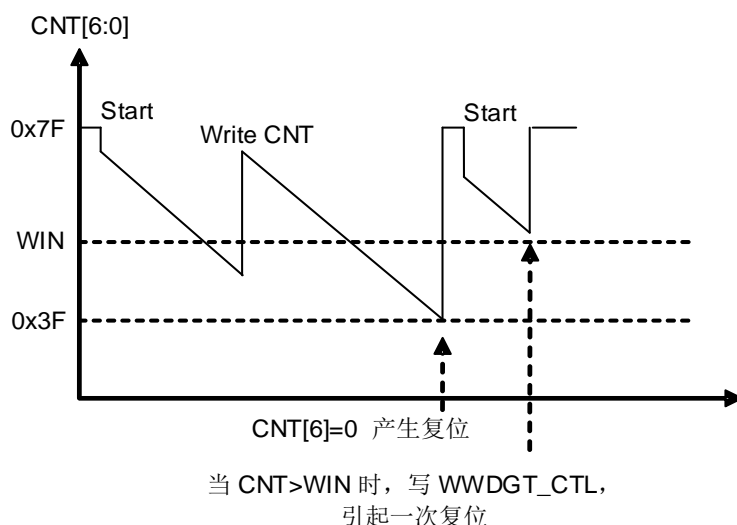 CNT[6:0]
Start
Start
0x7F
Write CNT
WIN
0x3F
CNT[6]=0 产生复位
当 CNT>WIN 时，写 WWDGT_CTL，
引起一次复位